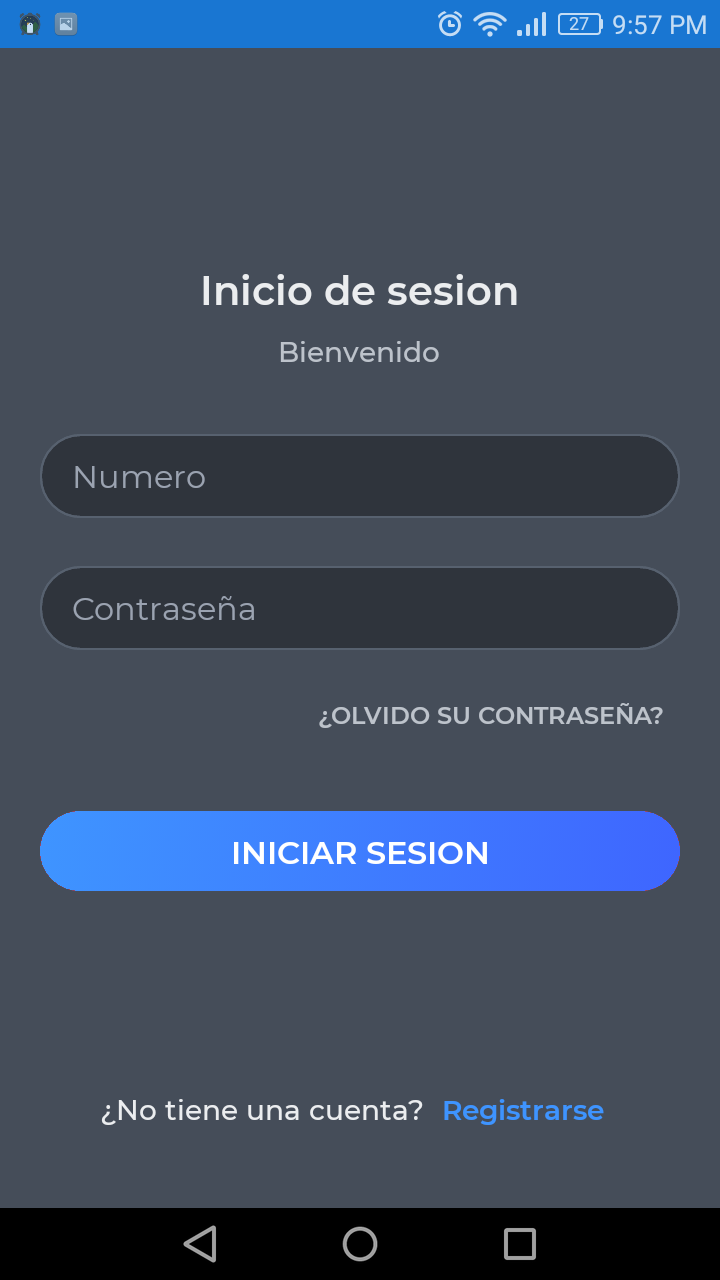 27 9:57 PM
Inicio de sesion
Bienvenido
Numero
Contraseña
¿OLVIDO SU CONTRASEÑA?
INICIAR SESION
¿No tiene una cuenta? Registrarse